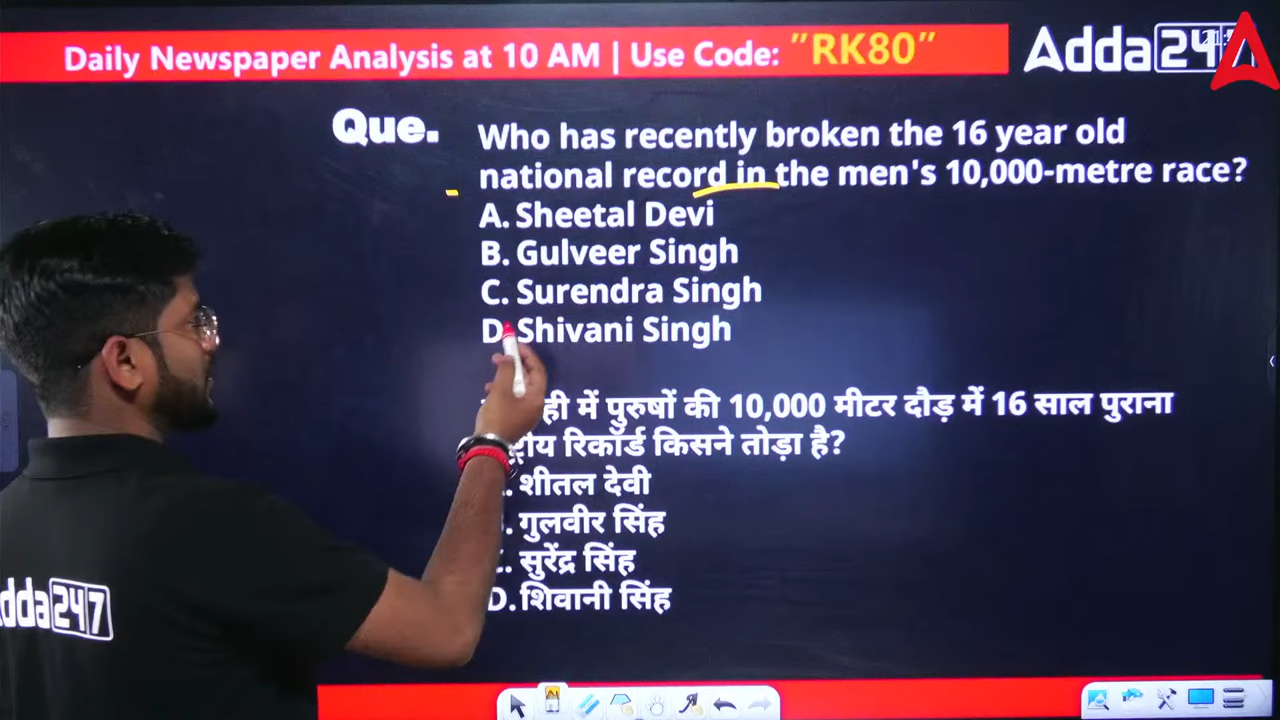 Daily Newspaper Analysis at 10 AM | Use Code: "RK80"
Adda247
Que. Who has recently broken the 16 year old
national record in the men's 10,000-metre race?
A. Sheetal Devi
B. Gulveer Singh
C. Surendra Singh
D. Shivani Singh
ही में पुरुषों की 10,000 मीटर दौड़ में 16 साल पुराना
रिकॉर्ड किसने तोड़ा है?
शीतल देवी
गुलवीर सिंह
सुरेंद्र सिंह
D. शिवानी सिंह
dda247